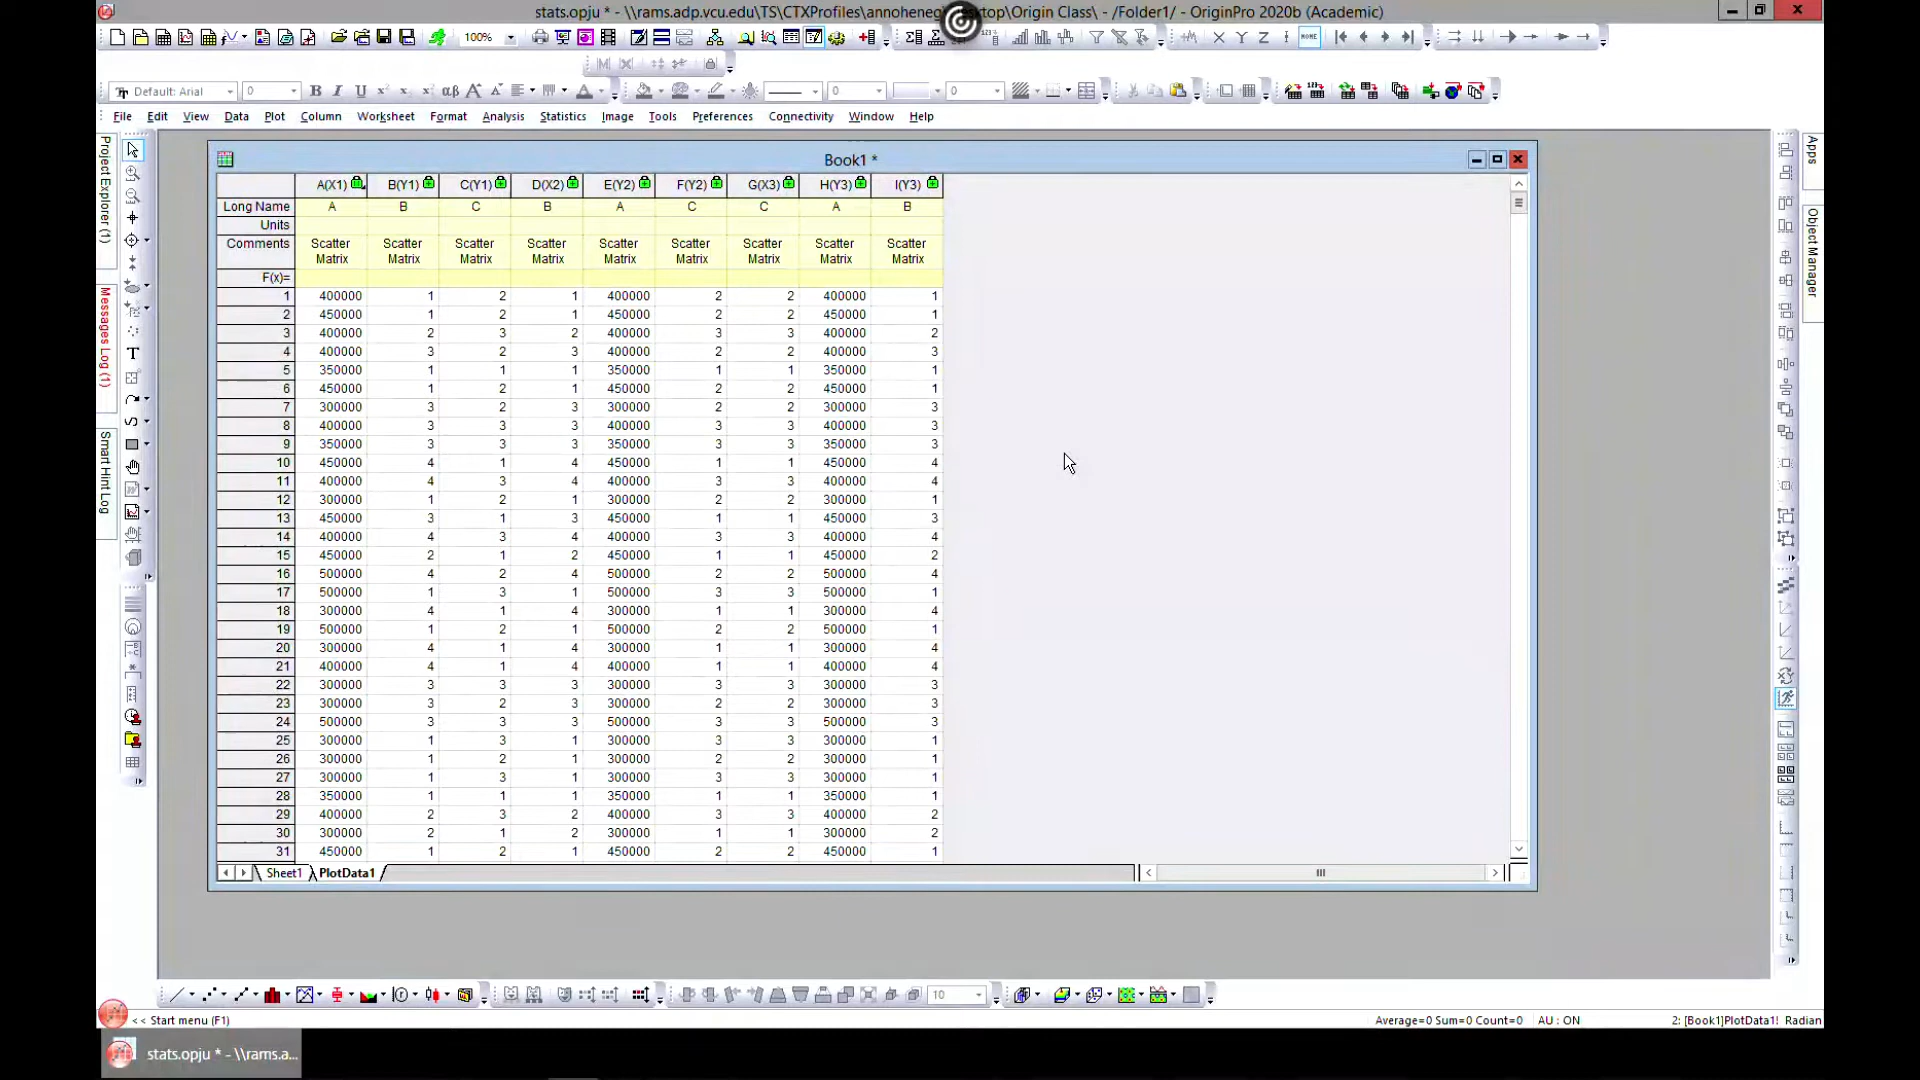 stats.opju * - \\rams.adp.vcu.edu\TS\CTXProfiles\annoheneg\ sktop\Origin Class\ - /Folder1/ - OriginPro 2020b (Academic)
100%
Default: Arial 0 B I U 0 0
File Edit View Data Plot Column Worksheet Format Analysis Statistics Image Tools Preferences Connectivity Window Help
Project Explorer (1)
Messages Log (1)
Smart Hint Log
Apps
Object Manager
Book1 *
A(X1) B(Y1) C(Y1) D(X2) E(Y2) F(Y2) G(X3) H(Y3) I(Y3)
Long Name A B C B A C C A B
Units
Comments Scatter Matrix Scatter Matrix Scatter Matrix Scatter Matrix Scatter Matrix Scatter Matrix Scatter Matrix Scatter Matrix Scatter Matrix
F(x)=
1 400000 1 2 1 400000 2 2 400000 1
2 450000 1 2 1 450000 2 2 450000 1
3 400000 2 3 2 400000 3 3 400000 2
4 400000 3 2 3 400000 2 2 400000 3
5 350000 1 1 1 350000 1 1 350000 1
6 450000 1 2 1 450000 2 2 450000 1
7 300000 3 2 3 300000 2 2 300000 3
8 400000 3 3 3 400000 3 3 400000 3
9 350000 3 3 3 350000 3 3 350000 3
10 450000 4 1 4 450000 1 1 450000 4
11 400000 4 3 4 400000 3 3 400000 4
12 300000 1 2 1 300000 2 2 300000 1
13 450000 3 1 3 450000 1 1 450000 3
14 400000 4 3 4 400000 3 3 400000 4
15 450000 2 1 2 450000 1 1 450000 2
16 500000 4 2 4 500000 2 2 500000 4
17 500000 1 3 1 500000 3 3 500000 1
18 300000 4 1 4 300000 1 1 300000 4
19 500000 1 2 1 500000 2 2 500000 1
20 300000 4 1 4 300000 1 1 300000 4
21 400000 4 1 4 400000 1 1 400000 4
22 300000 3 3 3 300000 3 3 300000 3
23 300000 3 2 3 300000 2 2 300000 3
24 500000 3 3 3 500000 3 3 500000 3
25 300000 1 3 1 300000 3 3 300000 1
26 300000 1 2 1 300000 2 2 300000 1
27 300000 1 3 1 300000 3 3 300000 1
28 350000 1 1 1 350000 1 1 350000 1
29 400000 2 3 2 400000 3 3 400000 2
30 300000 2 1 2 300000 1 1 300000 2
31 450000 1 2 1 450000 2 2 450000 1
Sheet1 PlotData1
10
<< Start menu (F1) Average=0 Sum=0 Count=0 AU : ON 2: [Book1]PlotData1! Radian
stats.opju * - \\rams.a...